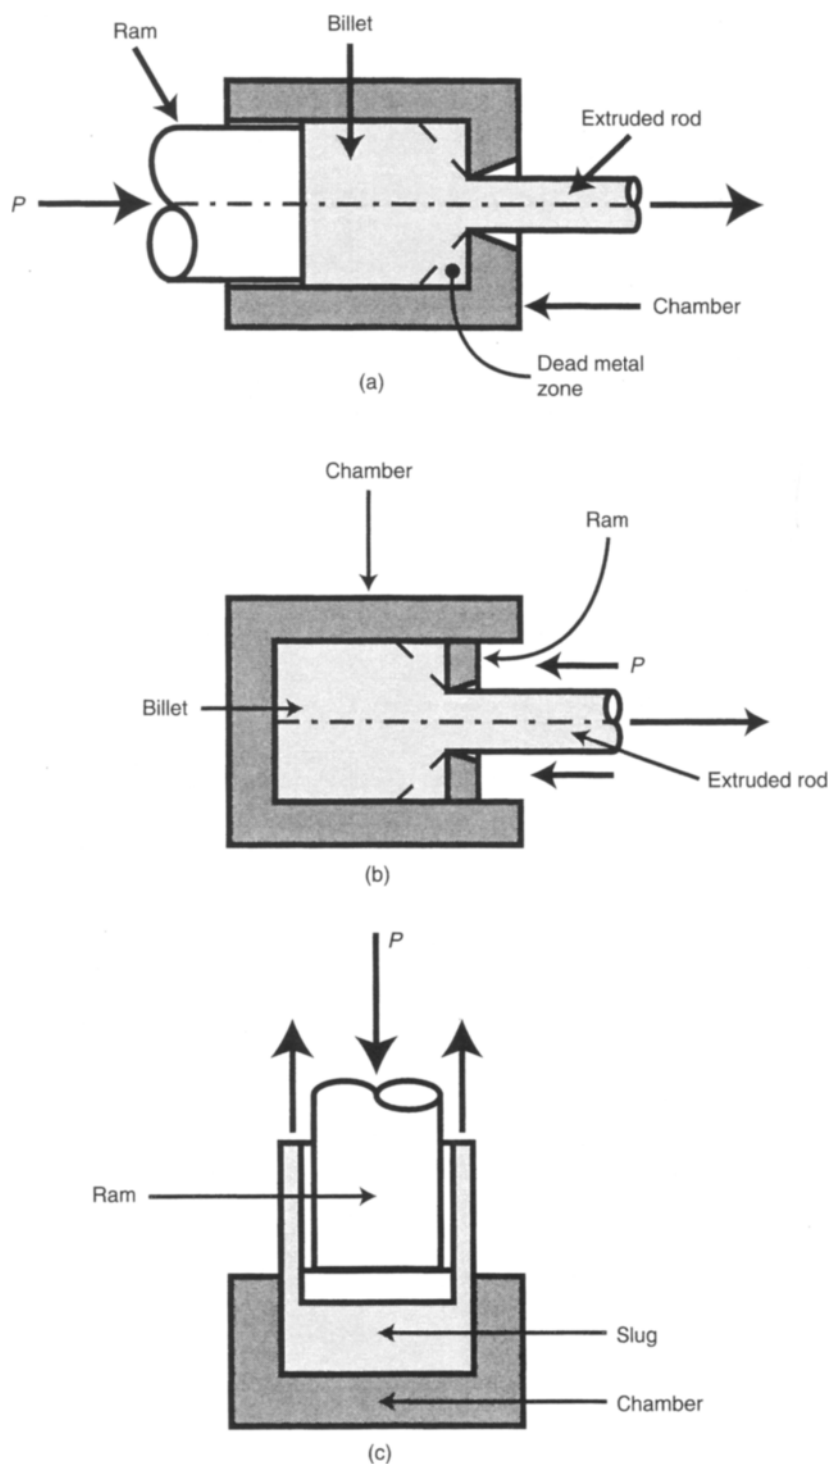 Ram
Billet
Extruded rod
P
Chamber
Dead metal
zone
(a)
Chamber
Ram
P
Billet
Extruded rod
(b)
P
Ram
Slug
Chamber
(c)